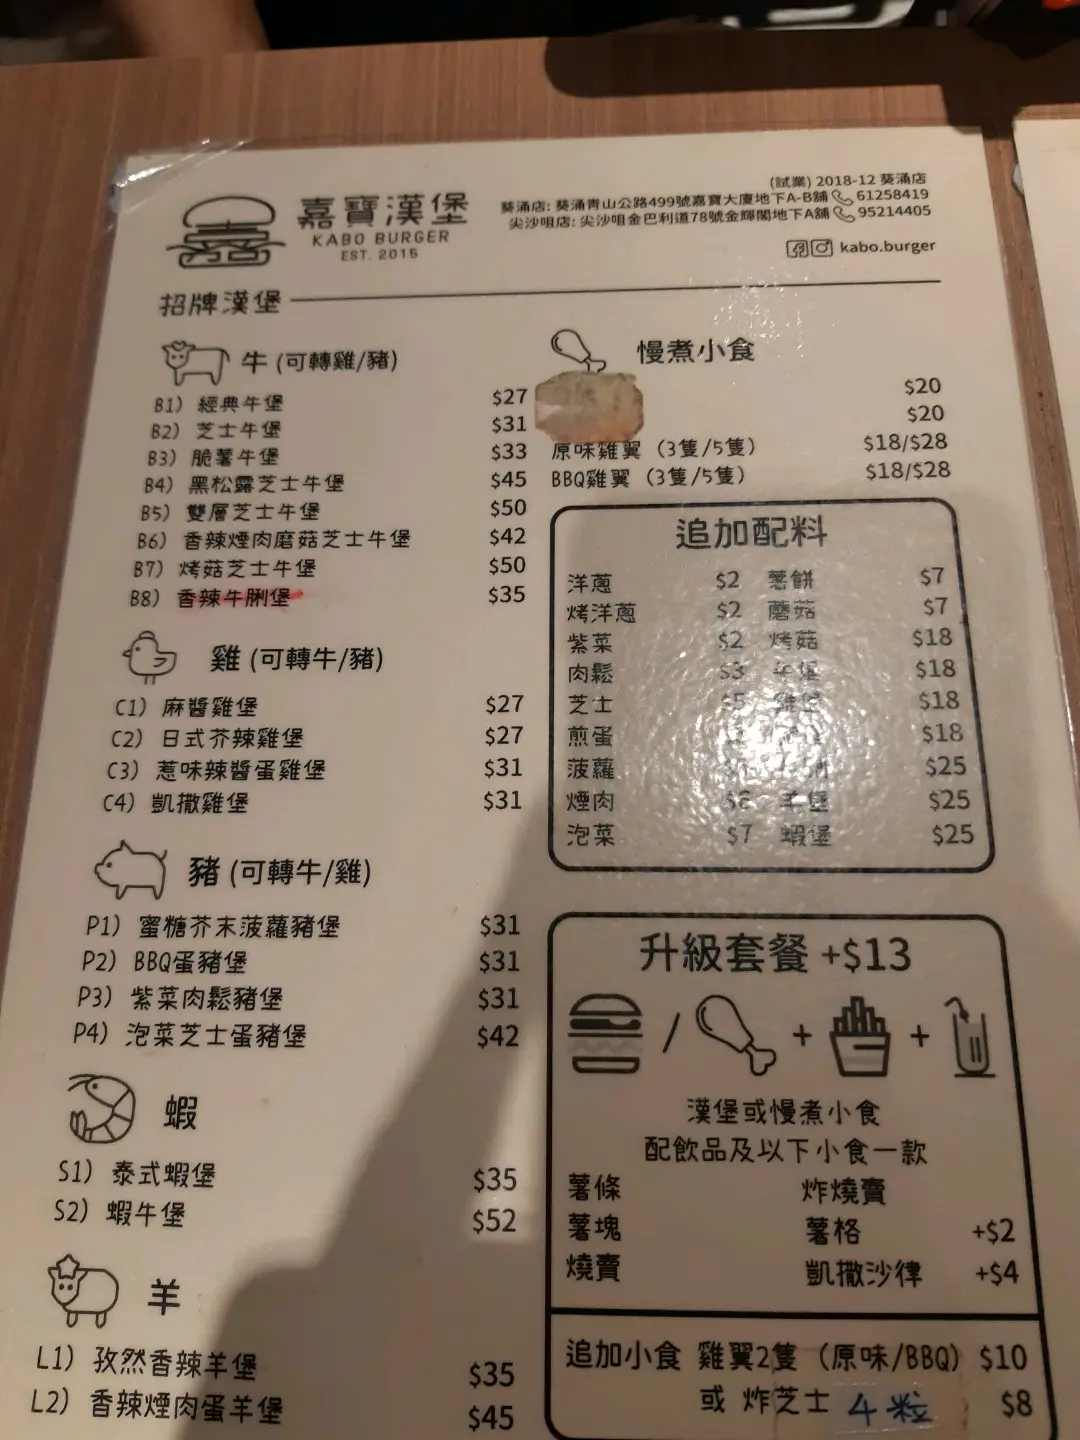 嘉寶漢堡
KABO BURGER
EST. 2015
(試業) 2018-12 葵涌店
葵涌店: 葵涌青山公路499號嘉寶大廈地下A-B舖 61258419
尖沙咀店: 尖沙咀金巴利道78號金輝閣地下A舖 95214405
kabo.burger
招牌漢堡
牛 (可轉雞/豬)
B1) 經典牛堡 $27
B2) 芝士牛堡 $31
B3) 脆薯牛堡 $33
B4) 黑松露芝士牛堡 $45
B5) 雙層芝士牛堡 $50
B6) 香辣煙肉磨菇芝士牛堡 $42
B7) 烤菇芝士牛堡 $50
B8) 香辣牛脷堡 $35
雞 (可轉牛/豬)
C1) 麻醬雞堡 $27
C2) 日式芥辣雞堡 $27
C3) 惹味辣醬蛋雞堡 $31
C4) 凱撒雞堡 $31
豬 (可轉牛/雞)
P1) 蜜糖芥末菠蘿豬堡 $31
P2) BBQ蛋豬堡 $31
P3) 紫菜肉鬆豬堡 $31
P4) 泡菜芝士蛋豬堡 $42
蝦
S1) 泰式蝦堡 $35
S2) 蝦牛堡 $52
羊
L1) 孜然香辣羊堡 $35
L2) 香辣煙肉蛋羊堡 $45
慢煮小食
$20
$20
原味雞翼 (3隻/5隻) $18/$28
BBQ雞翼 (3隻/5隻) $18/$28
追加配料
洋蔥 $2 薯餅 $7
烤洋蔥 $2 蘑菇 $7
紫菜 $2 烤菇 $18
肉鬆 $3 牛堡 $18
芝士 $5 雞堡 $18
煎蛋 $18
菠蘿 $25
煙肉 $6 羊堡 $25
泡菜 $7 蝦堡 $25
升級套餐 +$13
/ + +
漢堡或慢煮小食
配飲品及以下小食一款
薯條 炸燒賣
薯塊 薯格 +$2
燒賣 凱撒沙律 +$4
追加小食 雞翼2隻 (原味/BBQ) $10
或 炸芝士 4粒 $8